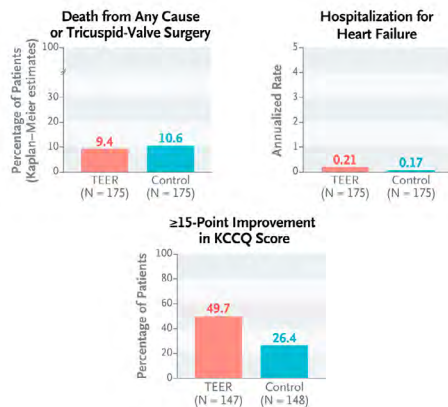 Death from Any Cause
or Tricuspid-Valve Surgery
Percentage of Patients
(Kaplan–Meier estimates)
100
30
20
10
0
9.4
10.6
TEER
(N = 175)
Control
(N = 175)
Hospitalization for
Heart Failure
Annualized Rate
5
4
3
2
1
0
0.21
0.17
TEER
(N = 175)
Control
(N = 175)
≥15-Point Improvement
in KCCQ Score
Percentage of Patients
100
80
60
40
20
0
49.7
26.4
TEER
(N = 147)
Control
(N = 148)